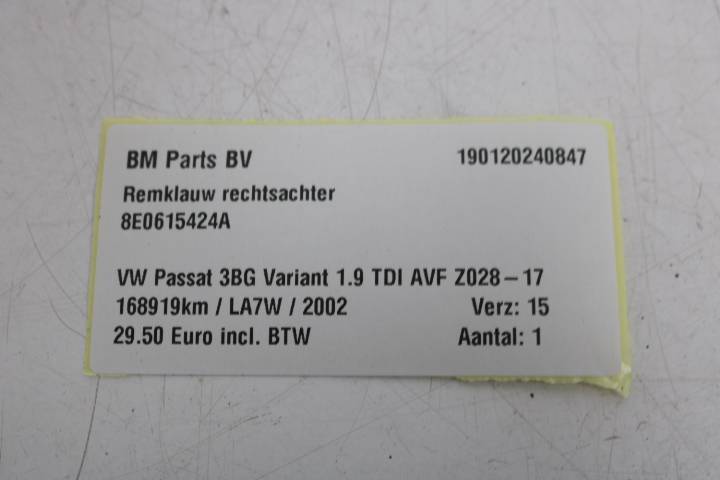 BM Parts BV 190120240847
Remklauw rechtsachter
8E0615424A
VW Passat 3BG Variant 1.9 TDI AVF Z028-17
168919km / LA7W / 2002 Verz: 15
29.50 Euro incl. BTW Aantal: 1